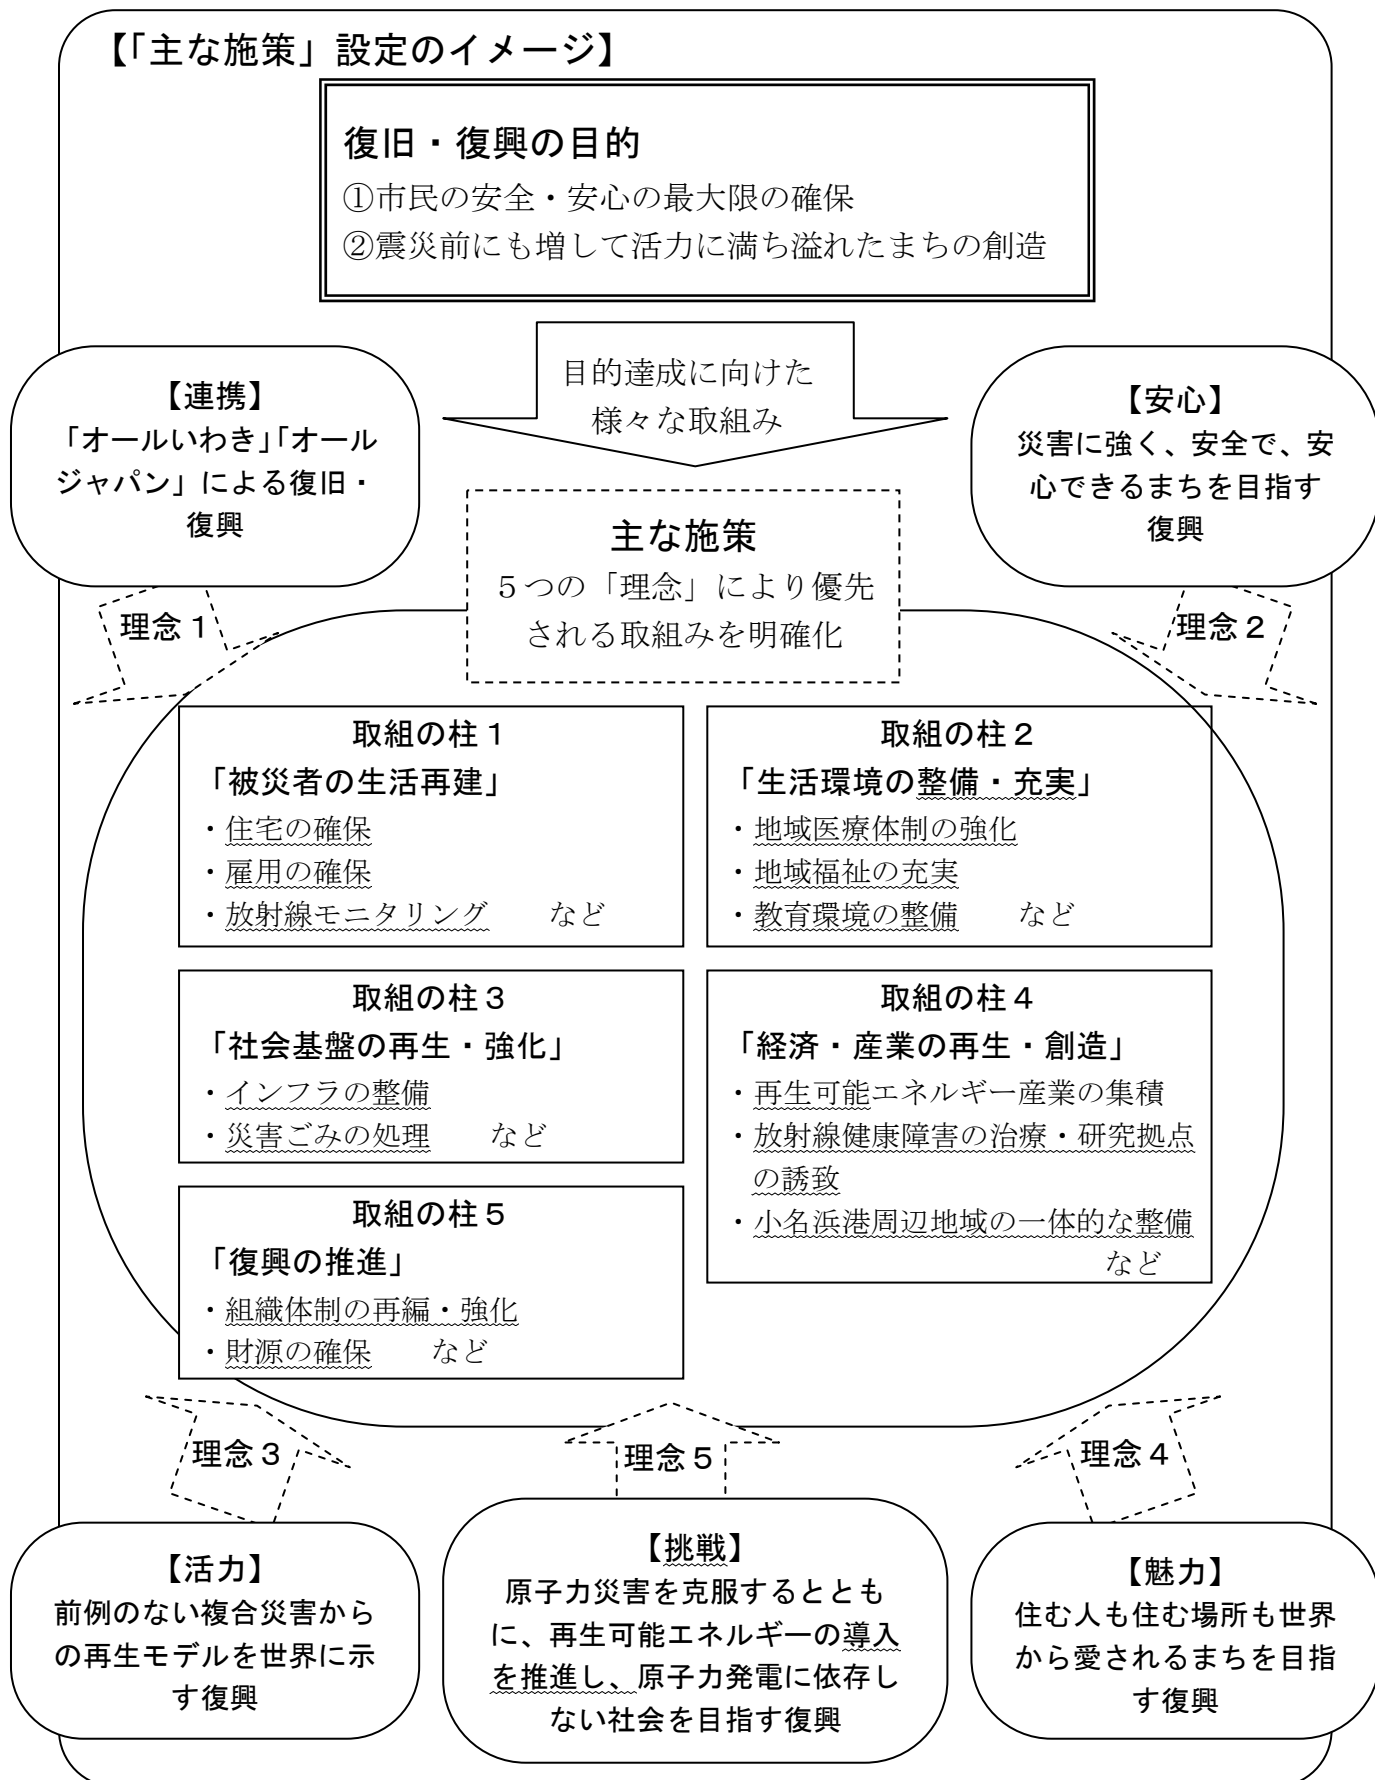 【「主な施策」設定のイメージ】
復旧・復興の目的
①市民の安全・安心の最大限の確保
②震災前にも増して活力に満ち溢れたまちの創造
目的達成に向けた
様々な取組み
【連携】
「オールいわき」「オール
ジャパン」による復旧・
復興
【安心】
災害に強く、安全で、安
心できるまちを目指す
復興
主な施策
５つの「理念」により優先
される取組みを明確化
理念１
理念２
取組の柱１
「被災者の生活再建」
・住宅の確保
・雇用の確保
・放射線モニタリング　　など
取組の柱２
「生活環境の整備・充実」
・地域医療体制の強化
・地域福祉の充実
・教育環境の整備　　など
取組の柱３
「社会基盤の再生・強化」
・インフラの整備
・災害ごみの処理　　など
取組の柱４
「経済・産業の再生・創造」
・再生可能エネルギー産業の集積
・放射線健康障害の治療・研究拠点
の誘致
・小名浜港周辺地域の一体的な整備
など
取組の柱５
「復興の推進」
・組織体制の再編・強化
・財源の確保　　など
理念３
理念５
理念４
【活力】
前例のない複合災害から
の再生モデルを世界に示
す復興
【挑戦】
原子力災害を克服するととも
に、再生可能エネルギーの導入
を推進し、原子力発電に依存し
ない社会を目指す復興
【魅力】
住む人も住む場所も世界
から愛されるまちを目指
す復興